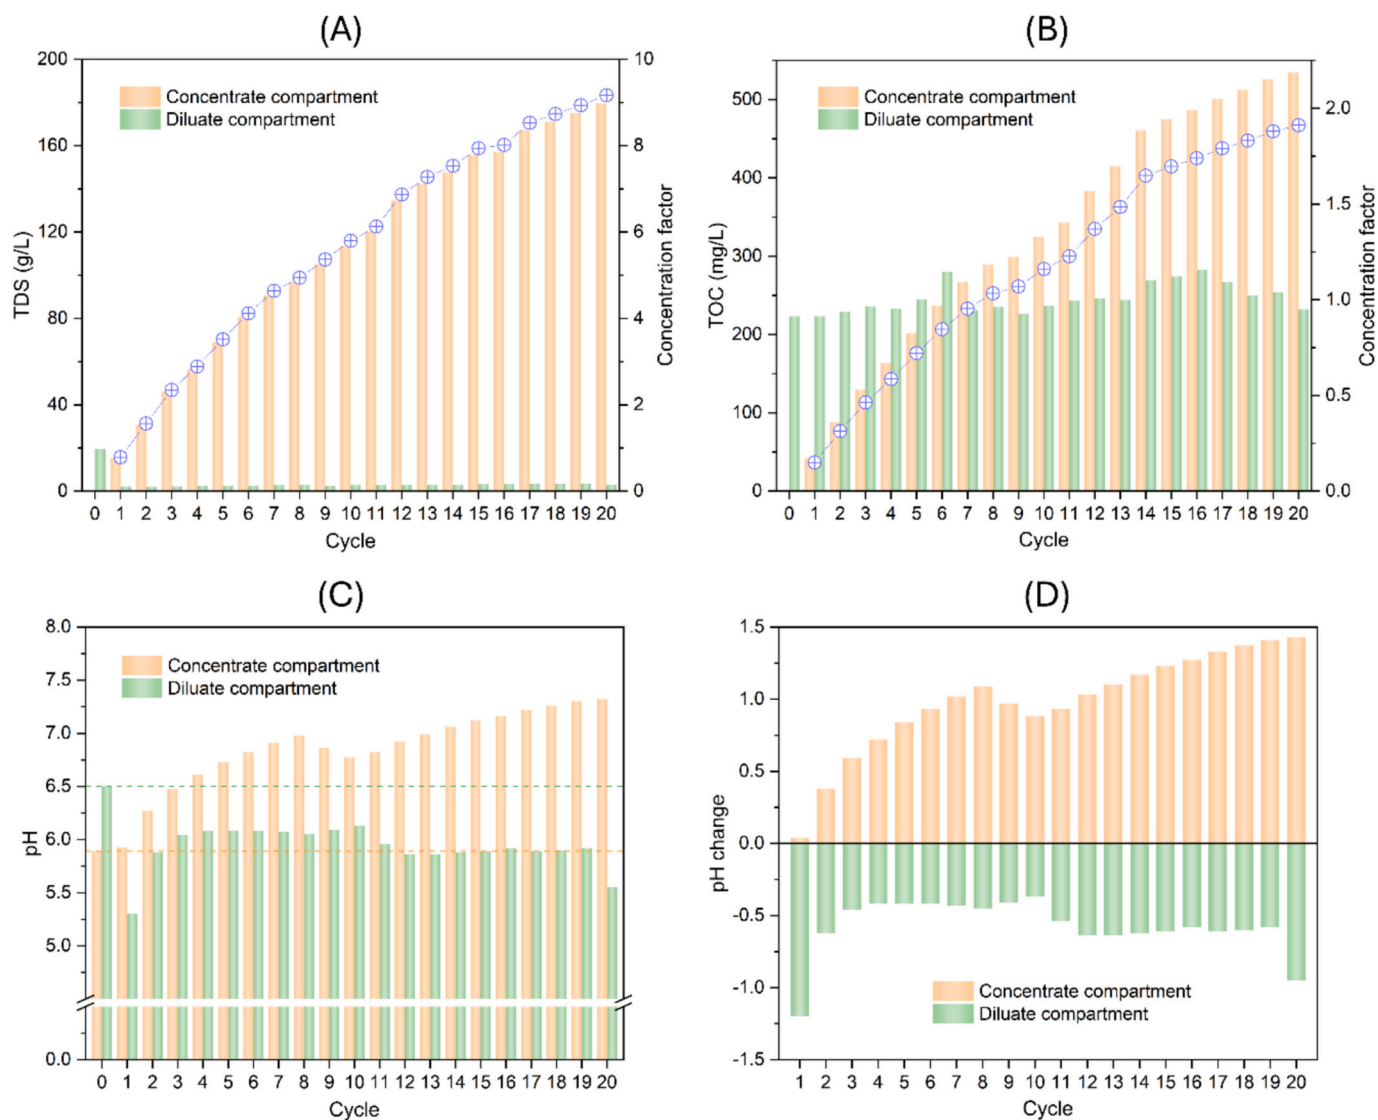 (A)
200
160
120
80
40
0
TDS (g/L)
Concentrate compartment
Diluate compartment
10
8
6
4
2
0
Concentration factor
0 1 2 3 4 5 6 7 8 9 10 11 12 13 14 15 16 17 18 19 20
Cycle
(B)
500
400
300
200
100
0
TOC (mg/L)
Concentrate compartment
Diluate compartment
2.0
1.5
1.0
0.5
0.0
Concentration factor
0 1 2 3 4 5 6 7 8 9 10 11 12 13 14 15 16 17 18 19 20
Cycle
(C)
8.0
7.5
7.0
6.5
6.0
5.5
5.0
0.0
pH
Concentrate compartment
Diluate compartment
0 1 2 3 4 5 6 7 8 9 10 11 12 13 14 15 16 17 18 19 20
Cycle
(D)
1.5
1.0
0.5
0.0
-0.5
-1.0
-1.5
pH change
Concentrate compartment
Diluate compartment
1 2 3 4 5 6 7 8 9 10 11 12 13 14 15 16 17 18 19 20
Cycle